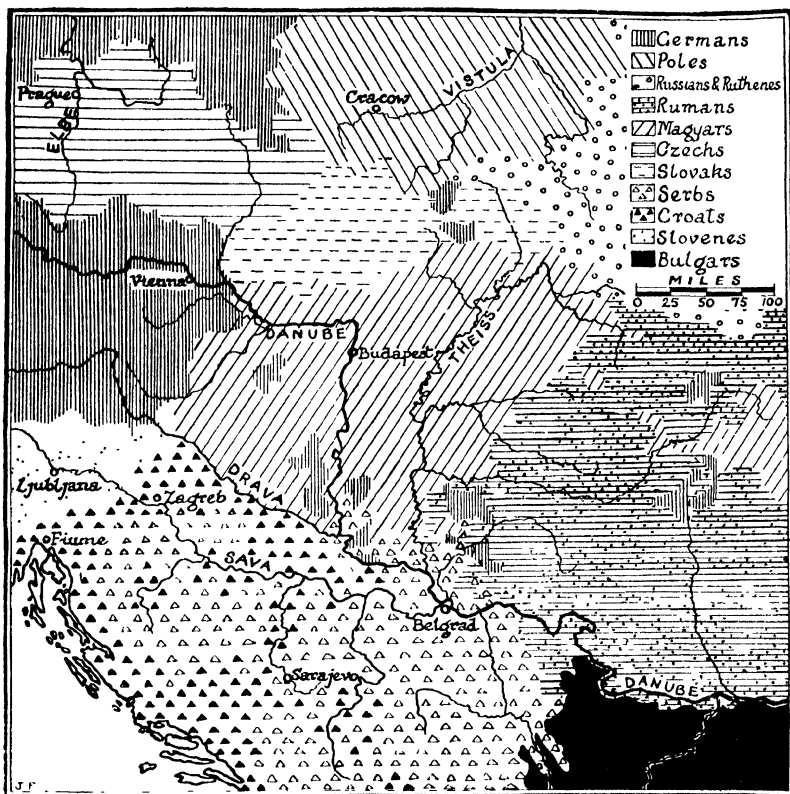 Germans
Poles
Russians & Ruthenes
Rumans
Magyars
Czechs
Slovaks
Serbs
Croats
Slovenes
Bulgars
MILES
0 25 50 75 100
Prague
ELBE
Cracow
VISTULA
Vienna
DANUBE
Budapest
THEISS
Ljubljana
Zagreb
DRAVA
Fiume
SAVA
Belgrad
Sarajevo
DANUBE
J.F